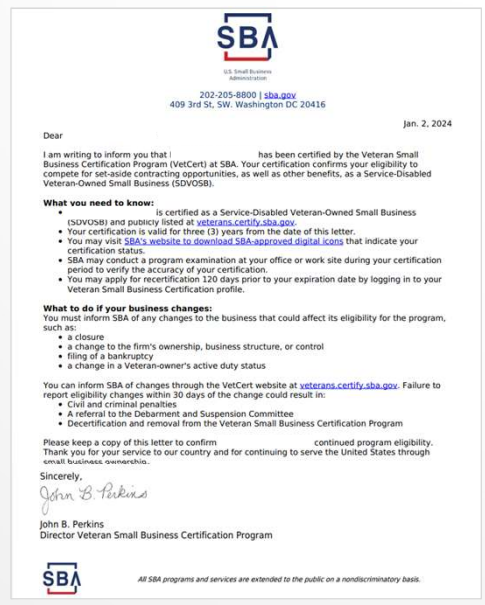 SBA
U.S. Small Business
Administration
202-205-8800 | sba.gov
409 3rd St, SW. Washington DC 20416
Jan. 2, 2024
Dear
I am writing to inform you that has been certified by the Veteran Small
Business Certification Program (VetCert) at SBA. Your certification confirms your eligibility to
compete for set-aside contracting opportunities, as well as other benefits, as a Service-Disabled
Veteran-Owned Small Business (SDVOSB).
What you need to know:
• is certified as a Service-Disabled Veteran-Owned Small Business
(SDVOSB) and publicly listed at veterans.certify.sba.gov.
• Your certification is valid for three (3) years from the date of this letter.
• You may visit SBA's website to download SBA-approved digital icons that indicate your
certification status.
• SBA may conduct a program examination at your office or work site during your certification
period to verify the accuracy of your certification.
• You may apply for recertification 120 days prior to your expiration date by logging in to your
Veteran Small Business Certification profile.
What to do if your business changes:
You must inform SBA of any changes to the business that could affect its eligibility for the program,
such as:
• a closure
• a change to the firm's ownership, business structure, or control
• filing of a bankruptcy
• a change in a Veteran-owner's active duty status
You can inform SBA of changes through the VetCert website at veterans.certify.sba.gov. Failure to
report eligibility changes within 30 days of the change could result in:
• Civil and criminal penalties
• A referral to the Debarment and Suspension Committee
• Decertification and removal from the Veteran Small Business Certification Program
Please keep a copy of this letter to confirm continued program eligibility.
Thank you for your service to our country and for continuing to serve the United States through
small business ownership.
Sincerely,
John B. Perkins
John B. Perkins
Director Veteran Small Business Certification Program
SBA
All SBA programs and services are extended to the public on a nondiscriminatory basis.